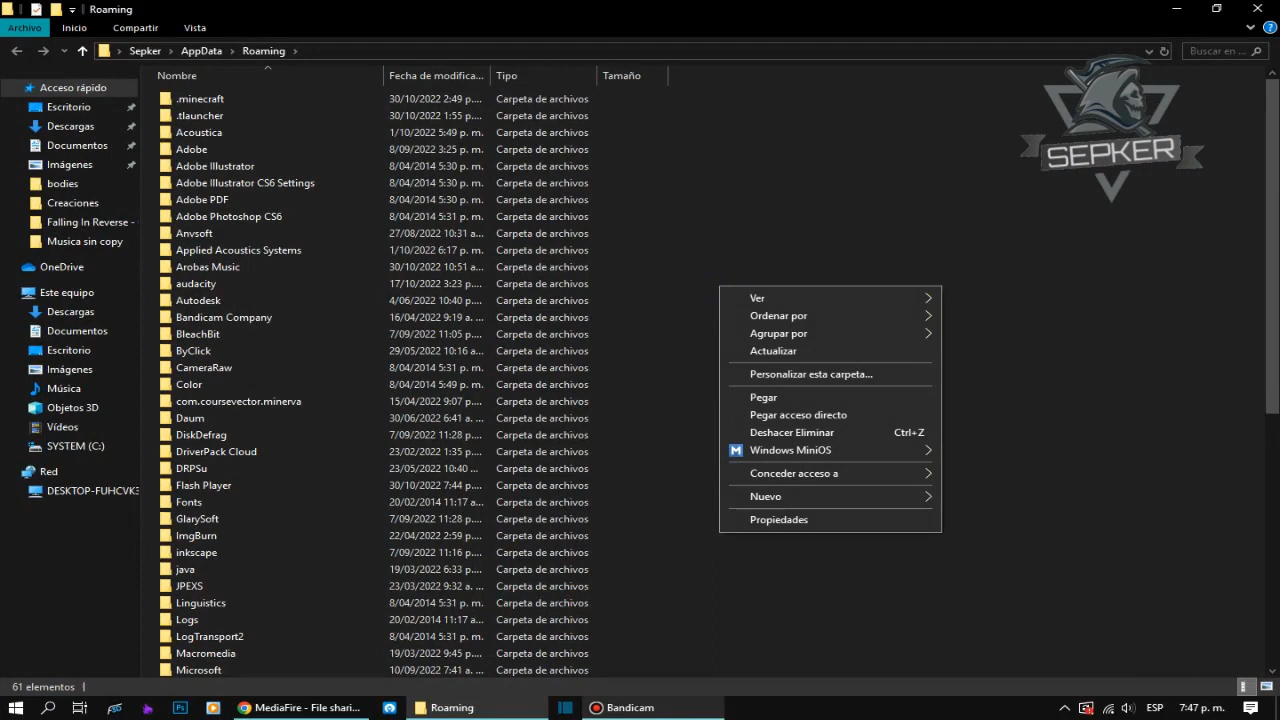 Roaming
Archivo Inicio Compartir Vista
Sepker AppData Roaming Buscar en ...
Nombre Fecha de modifica... Tipo Tamaño
Acceso rápido
Escritorio
Descargas
Documentos
Imágenes
bodies
Creaciones
Falling In Reverse -
Musica sin copy
OneDrive
Este equipo
Descargas
Documentos
Escritorio
Imágenes
Música
Objetos 3D
Vídeos
SYSTEM (C:)
Red
DESKTOP-FUHCVK3
.minecraft 30/10/2022 2:49 p.... Carpeta de archivos
.tlauncher 30/10/2022 1:55 p.... Carpeta de archivos
Acoustica 1/10/2022 5:49 p. m. Carpeta de archivos
Adobe 8/09/2022 3:25 p. m. Carpeta de archivos
Adobe Illustrator 8/04/2014 5:30 p. m. Carpeta de archivos
Adobe Illustrator CS6 Settings 8/04/2014 5:30 p. m. Carpeta de archivos
Adobe PDF 8/04/2014 5:30 p. m. Carpeta de archivos
Adobe Photoshop CS6 8/04/2014 5:31 p. m. Carpeta de archivos
Anvsoft 27/08/2022 10:31 a... Carpeta de archivos
Applied Acoustics Systems 1/10/2022 6:17 p. m. Carpeta de archivos
Arobas Music 30/10/2022 10:51 a... Carpeta de archivos
audacity 17/10/2022 3:23 p.... Carpeta de archivos
Autodesk 4/06/2022 10:40 p.... Carpeta de archivos
Bandicam Company 16/04/2022 9:19 a. ... Carpeta de archivos
BleachBit 7/09/2022 11:05 p.... Carpeta de archivos
ByClick 29/05/2022 10:16 a... Carpeta de archivos
CameraRaw 8/04/2014 5:31 p. m. Carpeta de archivos
Color 8/04/2014 5:49 p. m. Carpeta de archivos
com.coursevector.minerva 15/04/2022 9:07 p.... Carpeta de archivos
Daum 30/06/2022 6:41 a. ... Carpeta de archivos
DiskDefrag 7/09/2022 11:28 p.... Carpeta de archivos
DriverPack Cloud 23/02/2022 1:35 p.... Carpeta de archivos
DRPSu 23/05/2022 10:40 ... Carpeta de archivos
Flash Player 30/10/2022 7:44 p.... Carpeta de archivos
Fonts 20/02/2014 11:17 a... Carpeta de archivos
GlarySoft 7/09/2022 11:28 p.... Carpeta de archivos
ImgBurn 22/04/2022 2:59 p.... Carpeta de archivos
inkscape 7/09/2022 11:16 p.... Carpeta de archivos
java 19/03/2022 6:33 p.... Carpeta de archivos
JPEXS 23/03/2022 9:32 a. ... Carpeta de archivos
Linguistics 8/04/2014 5:31 p. m. Carpeta de archivos
Logs 20/02/2014 11:17 a... Carpeta de archivos
LogTransport2 8/04/2014 5:31 p. m. Carpeta de archivos
Macromedia 19/03/2022 9:45 p.... Carpeta de archivos
Microsoft 10/09/2022 7:41 a. ... Carpeta de archivos
SEPKER
Ver
Ordenar por
Agrupar por
Actualizar
Personalizar esta carpeta...
Pegar
Pegar acceso directo
Deshacer Eliminar Ctrl+Z
M Windows MiniOS
Conceder acceso a
Nuevo
Propiedades
61 elementos
Ps MediaFire - File shari... Roaming Bandicam ESP 7:47 p. m.